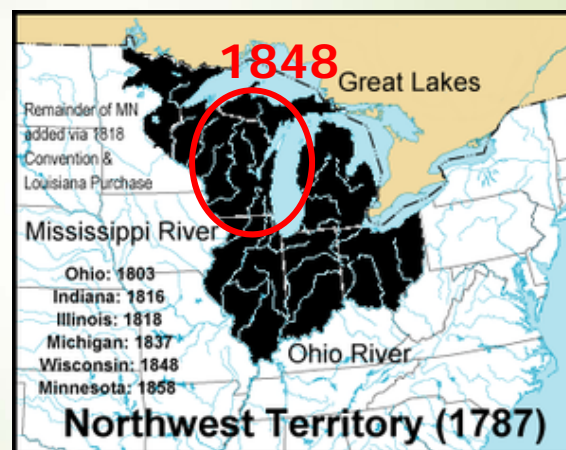 1848
Great Lakes
Remainder of MN
added via 1818
Convention &
Louisiana Purchase
Mississippi River
Ohio: 1803
Indiana: 1816
Illinois: 1818
Michigan: 1837
Wisconsin: 1848
Minnesota: 1858
Ohio River
Northwest Territory (1787)